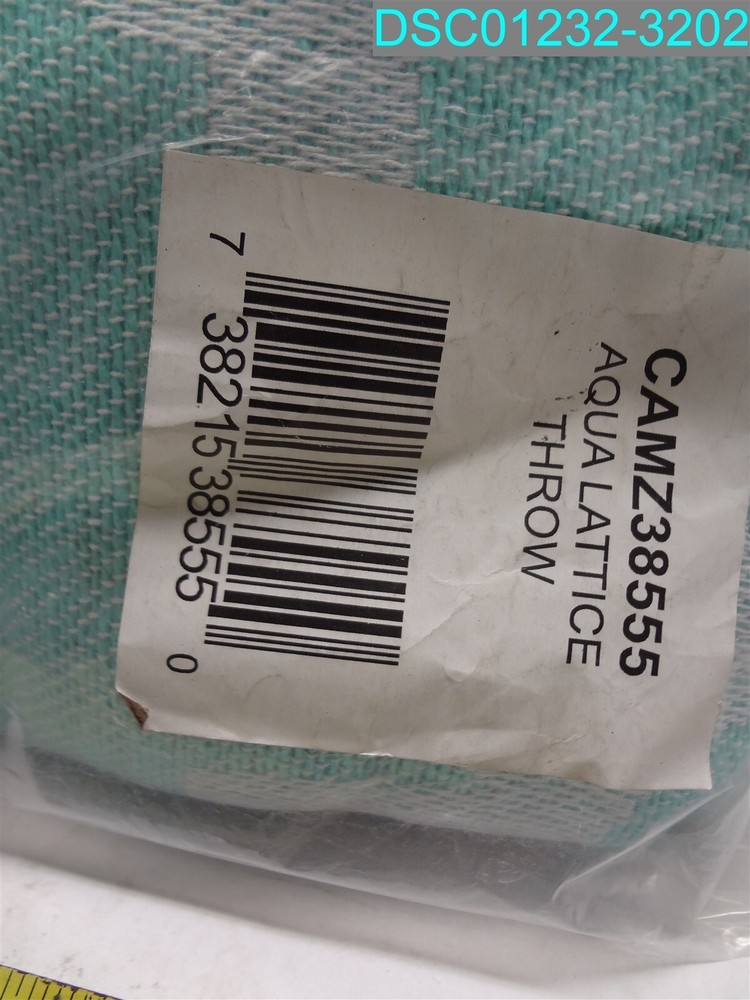 DSC01232-3202
CAMZ38555
AQUA LATTICE
THROW
7 38215 38555 0